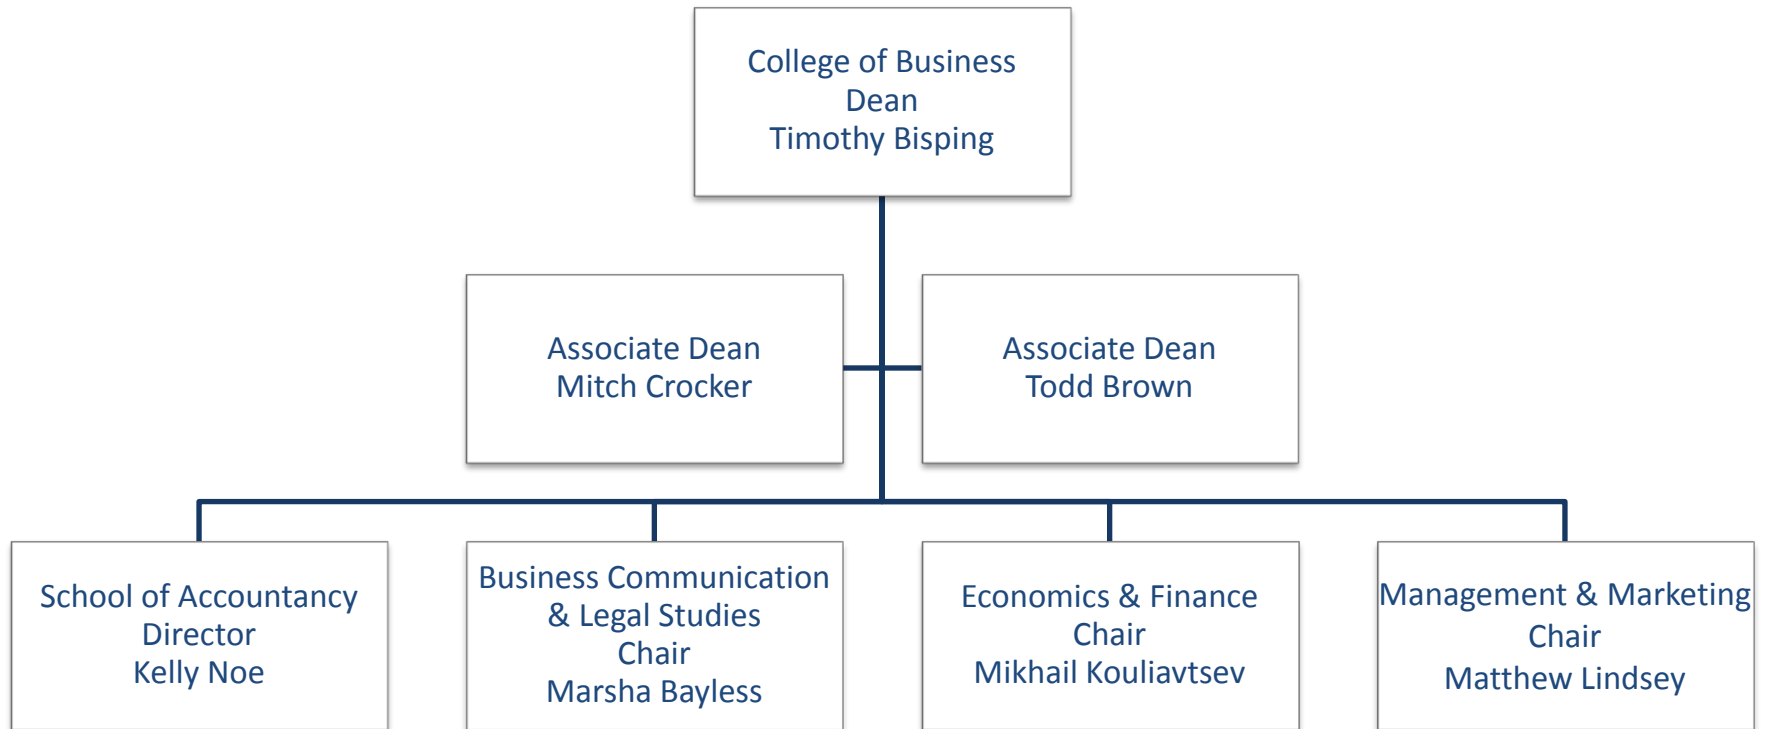 College of Business
Dean
Timothy Bisping
Associate Dean
Mitch Crocker
Associate Dean
Todd Brown
School of Accountancy
Director
Kelly Noe
Business Communication
& Legal Studies
Chair
Marsha Bayless
Economics & Finance
Chair
Mikhail Kouliavtsev
Management & Marketing
Chair
Matthew Lindsey